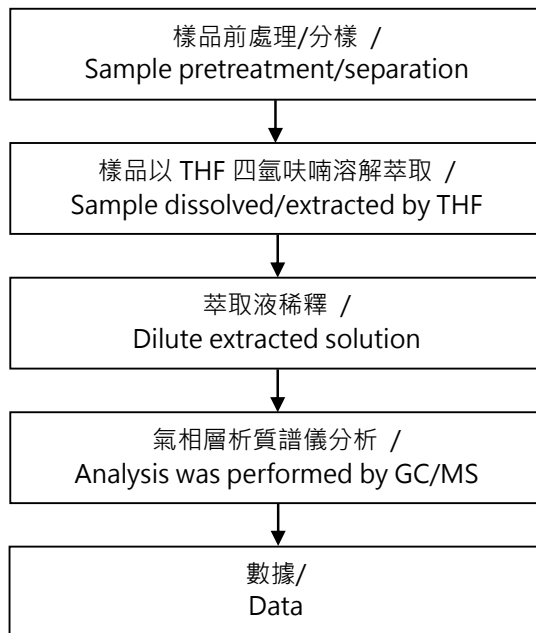 樣品前處理/分樣 /
Sample pretreatment/separation
樣品以 THF 四氫呋喃溶解萃取 /
Sample dissolved/extracted by THF
萃取液稀釋 /
Dilute extracted solution
氣相層析質譜儀分析 /
Analysis was performed by GC/MS
數據/
Data